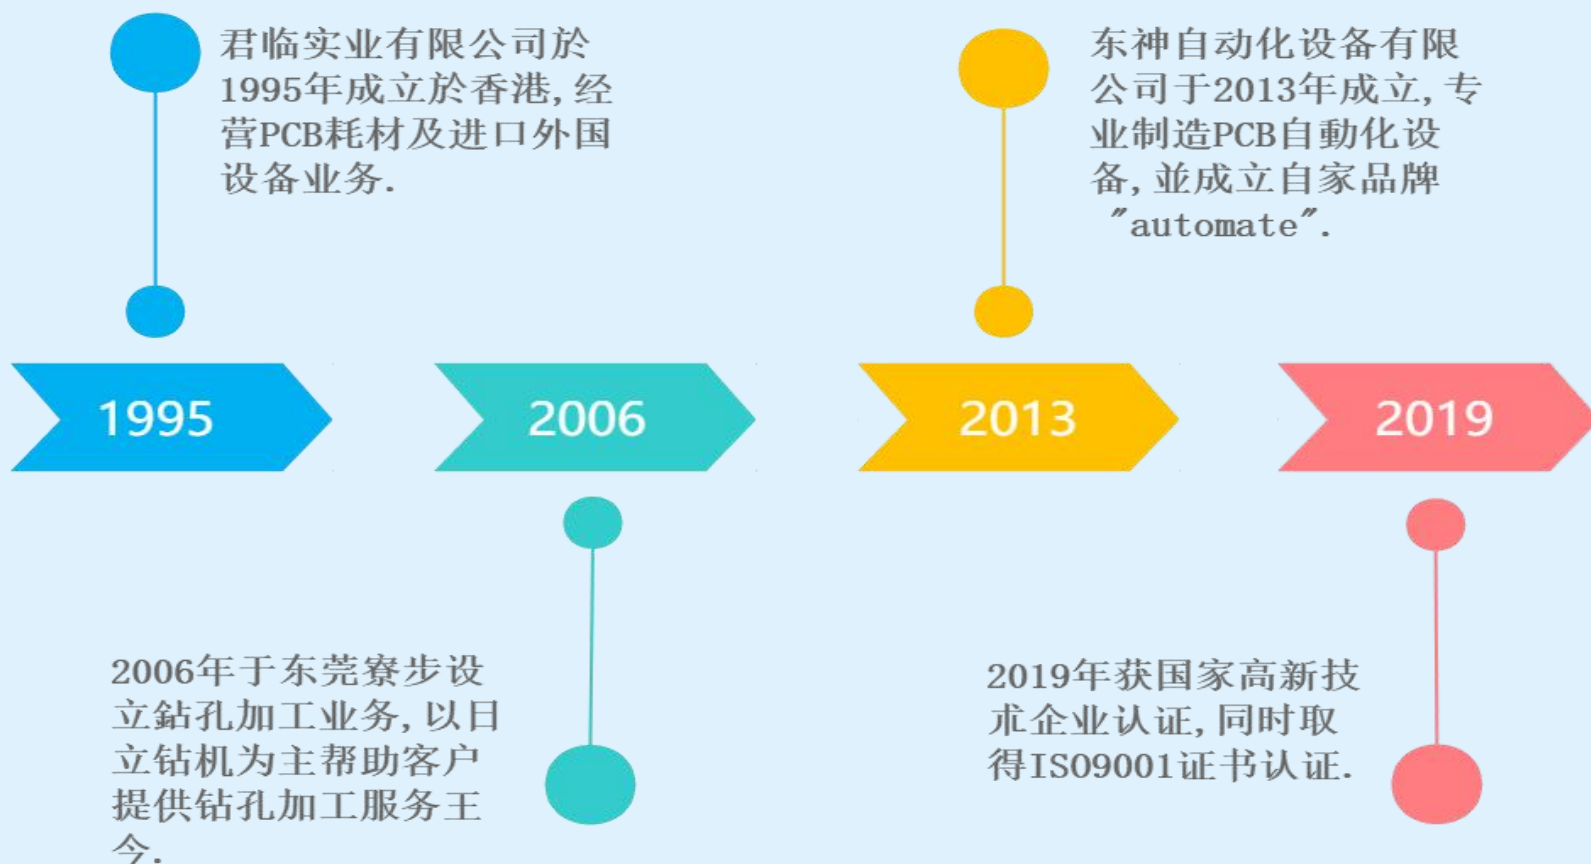 君临实业有限公司於
1995年成立於香港,经
营PCB耗材及进口外国
设备业务.
东神自动化设备有限
公司于2013年成立,专
业制造PCB自動化设
备,並成立自家品牌
"automate".
1995
2006
2013
2019
2006年于东莞寮步设
立鉆孔加工业务,以日
立钻机为主帮助客户
提供钻孔加工服务王
今.
2019年获国家高新技
朮企业认证,同时取
得ISO9001证书认证.